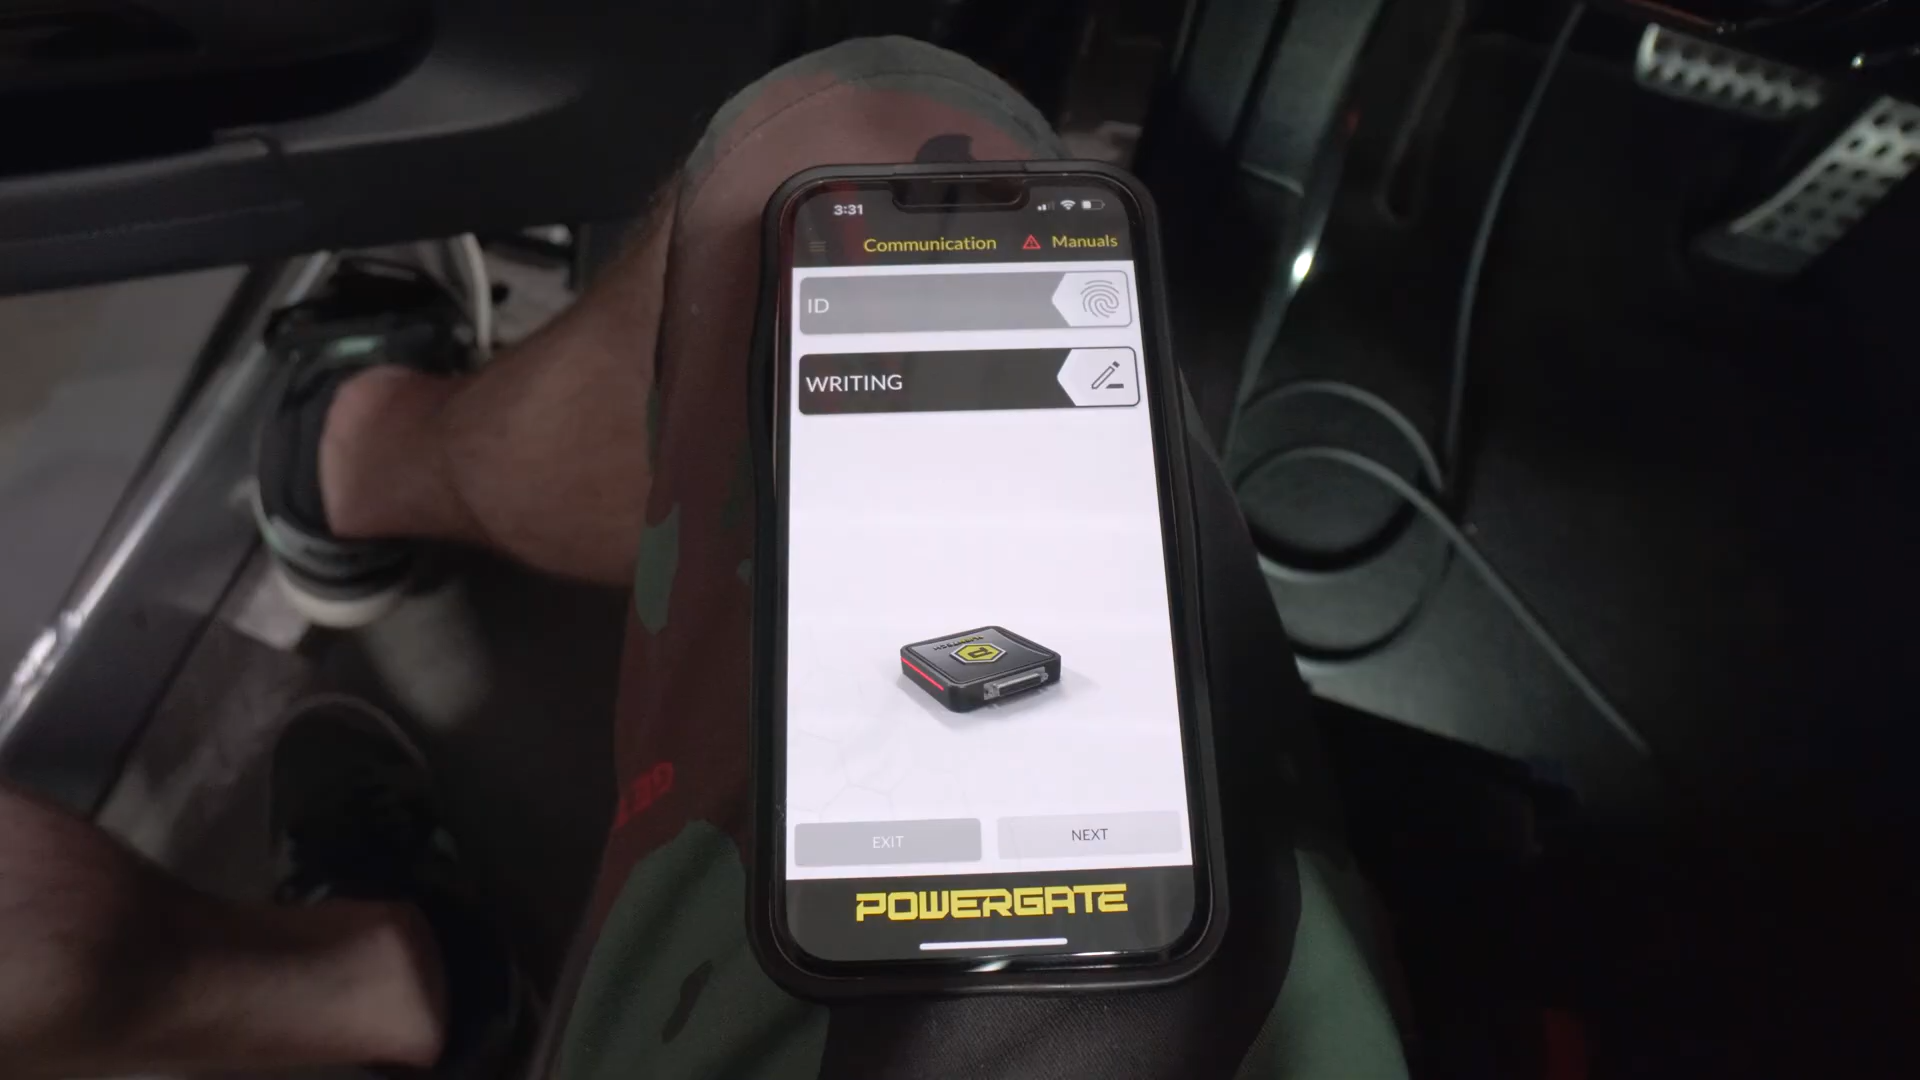 3:31
Communication
Manuals
ID
WRITING
EXIT
NEXT
POWERGATE